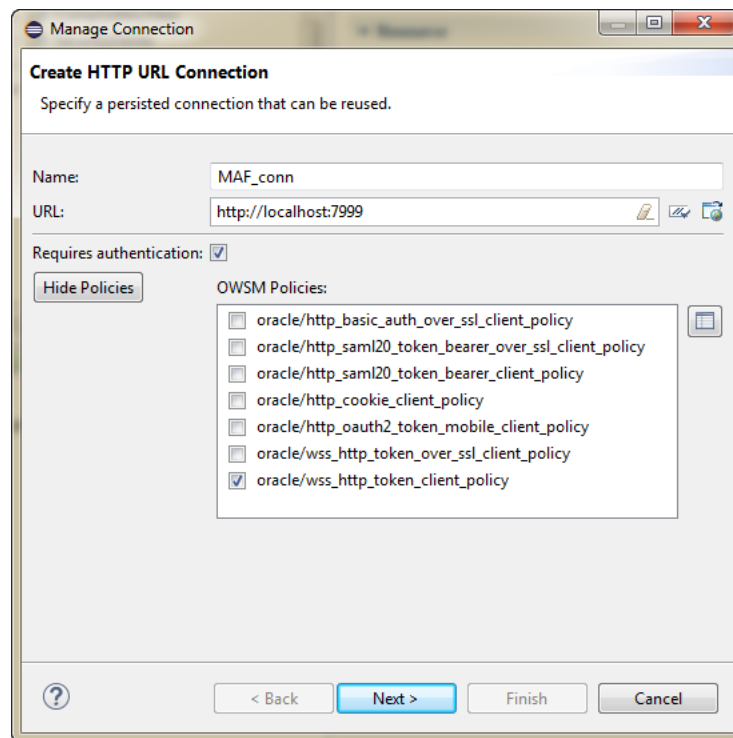 Manage Connection
Create HTTP URL Connection
Specify a persisted connection that can be reused.
Name: MAF_conn
URL: http://localhost:7999
Requires authentication:
Hide Policies OWSM Policies:
oracle/http_basic_auth_over_ssl_client_policy
oracle/http_saml20_token_bearer_over_ssl_client_policy
oracle/http_saml20_token_bearer_client_policy
oracle/http_cookie_client_policy
oracle/http_oauth2_token_mobile_client_policy
oracle/wss_http_token_over_ssl_client_policy
oracle/wss_http_token_client_policy
? < Back Next > Finish Cancel